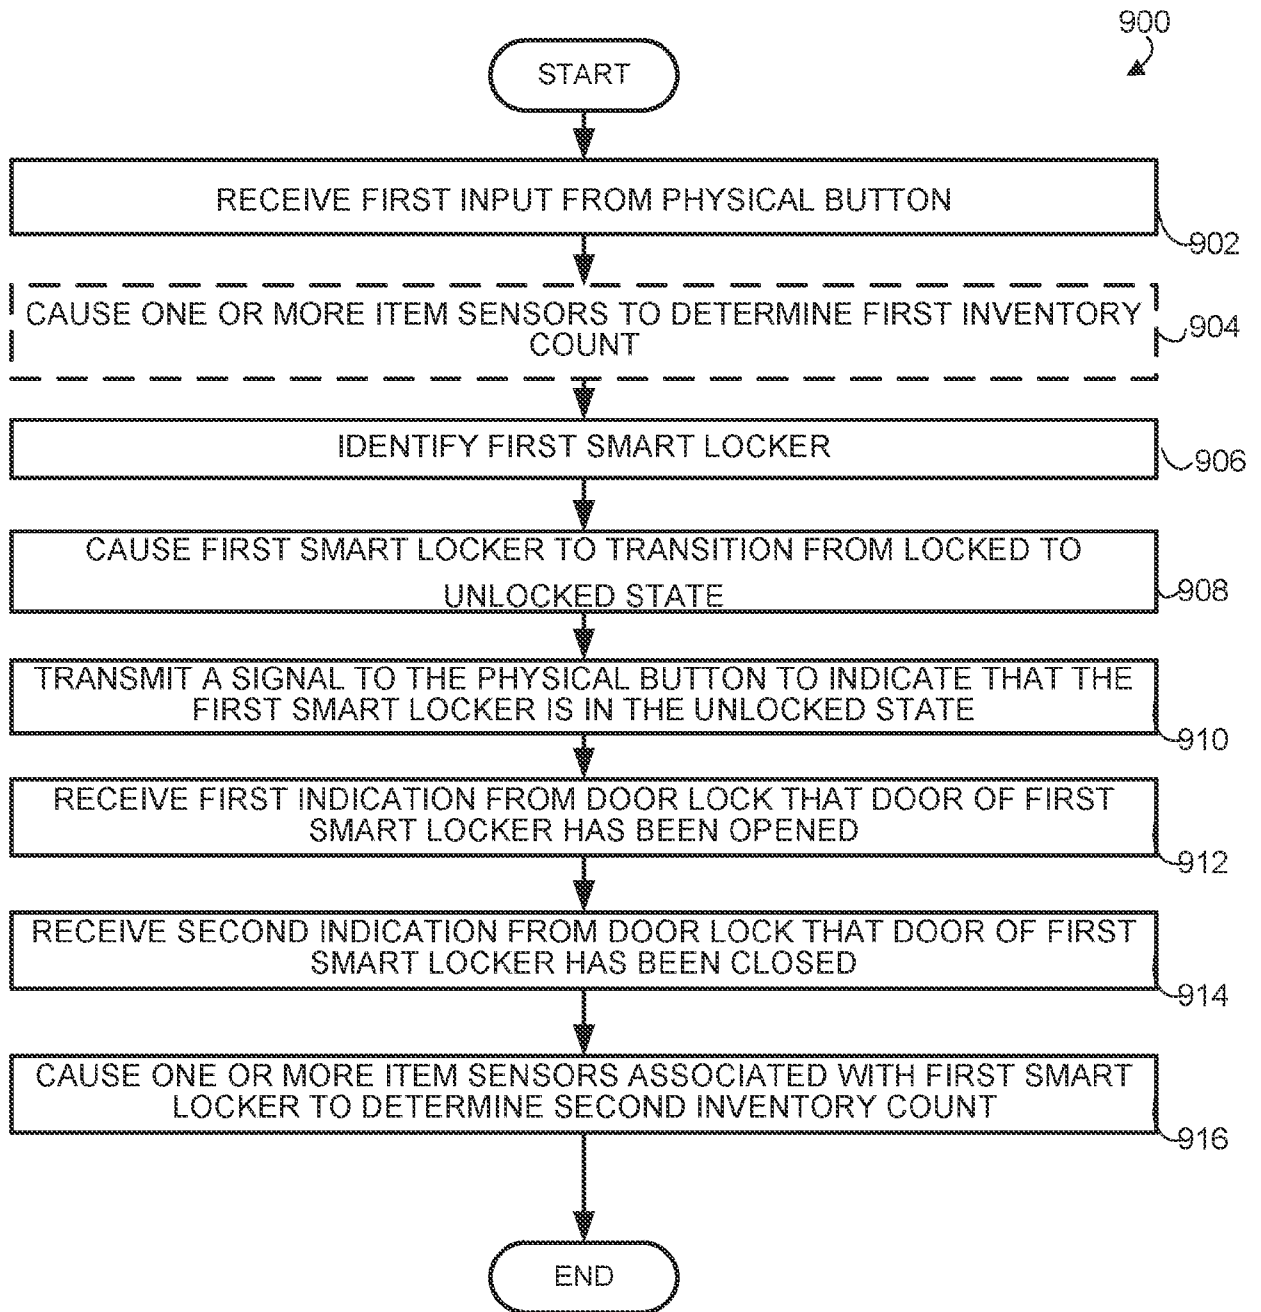 900
START
RECEIVE FIRST INPUT FROM PHYSICAL BUTTON
902
CAUSE ONE OR MORE ITEM SENSORS TO DETERMINE FIRST INVENTORY
COUNT
904
IDENTIFY FIRST SMART LOCKER
906
CAUSE FIRST SMART LOCKER TO TRANSITION FROM LOCKED TO
UNLOCKED STATE
908
TRANSMIT A SIGNAL TO THE PHYSICAL BUTTON TO INDICATE THAT THE
FIRST SMART LOCKER IS IN THE UNLOCKED STATE
910
RECEIVE FIRST INDICATION FROM DOOR LOCK THAT DOOR OF FIRST
SMART LOCKER HAS BEEN OPENED
912
RECEIVE SECOND INDICATION FROM DOOR LOCK THAT DOOR OF FIRST
SMART LOCKER HAS BEEN CLOSED
914
CAUSE ONE OR MORE ITEM SENSORS ASSOCIATED WITH FIRST SMART
LOCKER TO DETERMINE SECOND INVENTORY COUNT
916
END